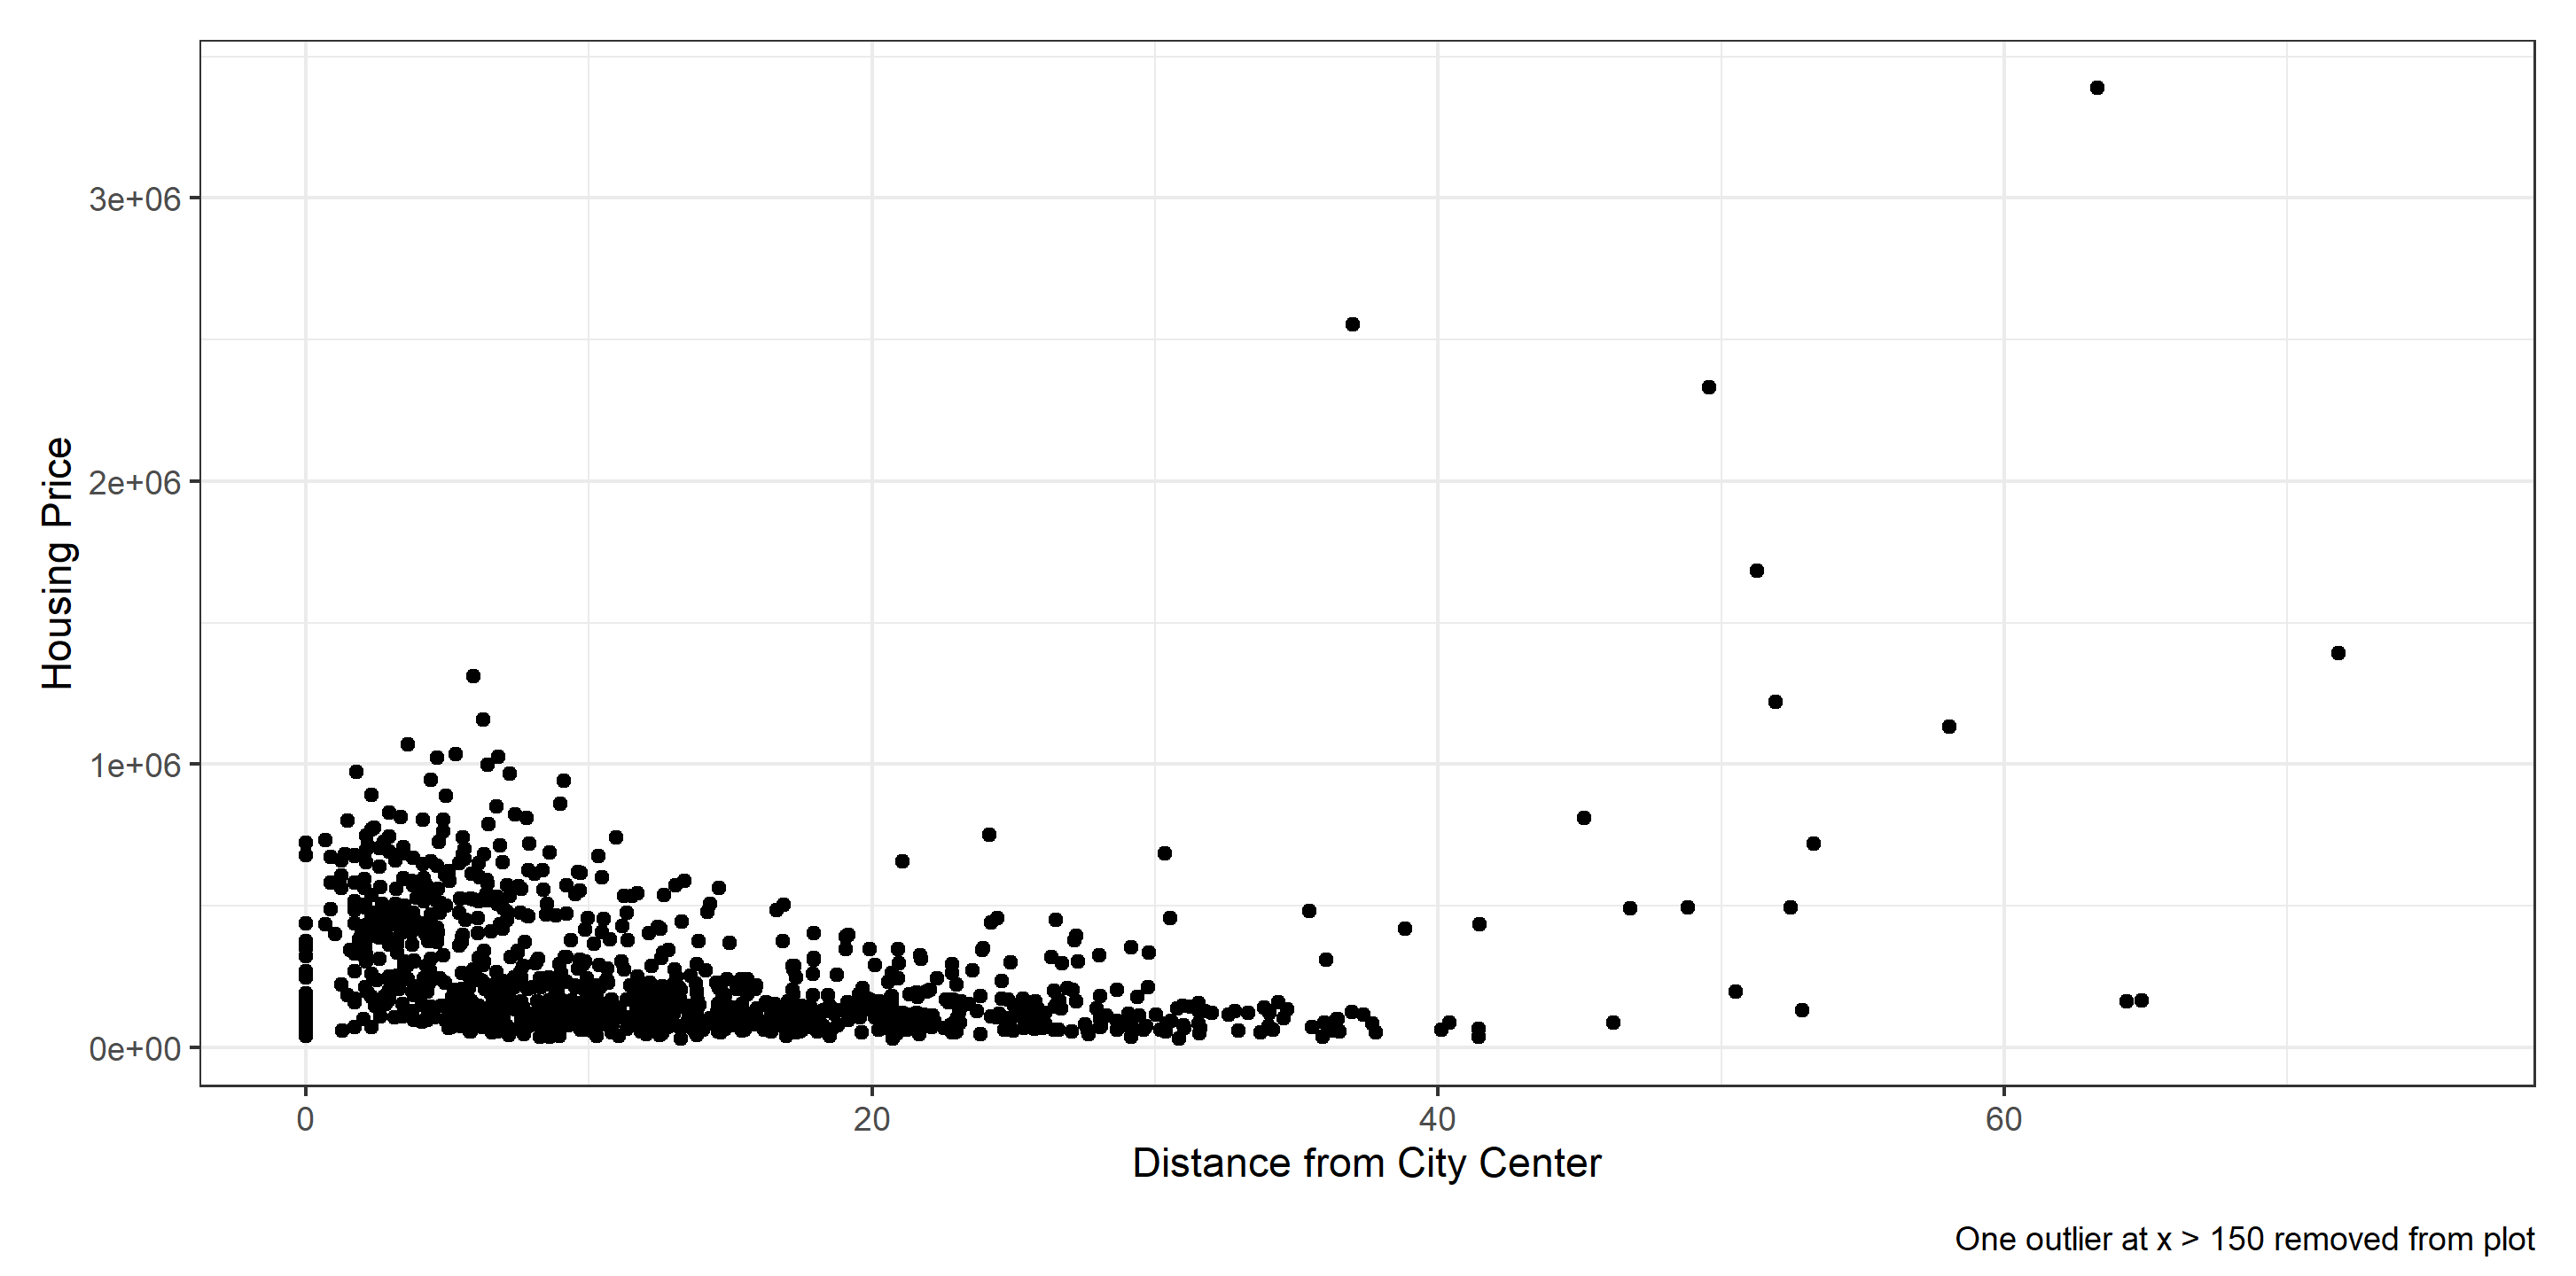 Housing Price
3e+06
2e+06
1e+06
0e+00
0 20 40 60
Distance from City Center
One outlier at x > 150 removed from plot